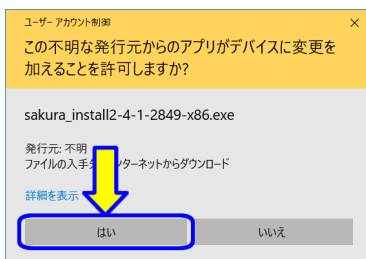 ユーザー アカウント制御
×
この不明な発行元からのアプリがデバイスに変更を
加えることを許可しますか?
sakura_install2-4-1-2849-x86.exe
発行元: 不明
ファイルの入手 ンターネットからダウンロード
詳細を表示
はい
いいえ